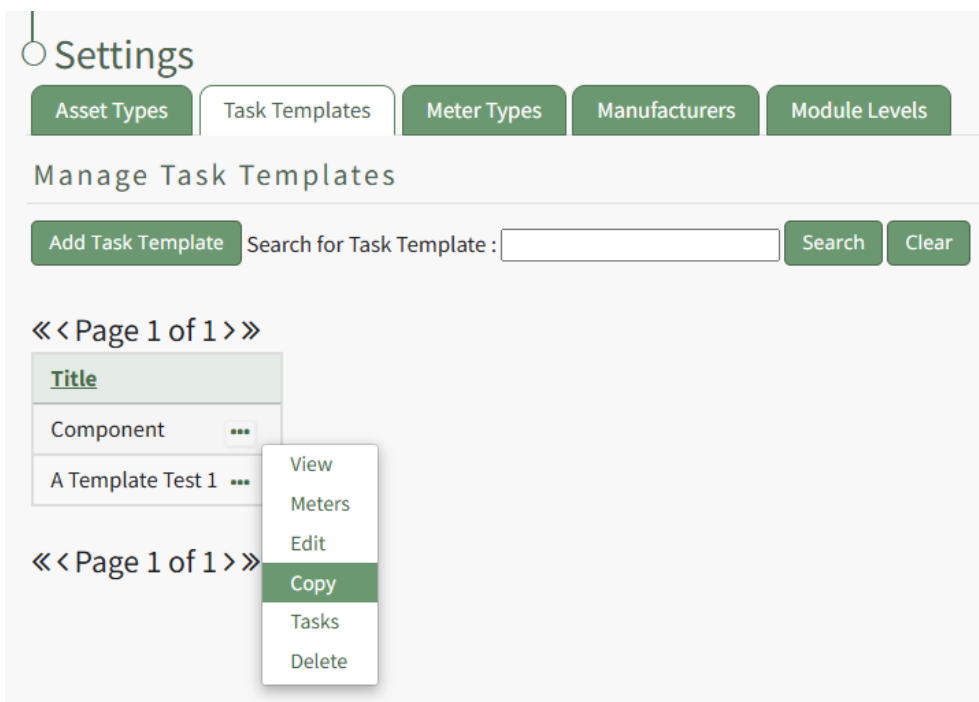 Settings
Asset Types Task Templates Meter Types Manufacturers Module Levels
Manage Task Templates
Add Task Template Search for Task Template : Search Clear
«‹ Page 1 of 1 ›»
Title
Component •••
A Template Test 1 •••
View
Meters
Edit
Copy
Tasks
Delete
«‹ Page 1 of 1 ›»